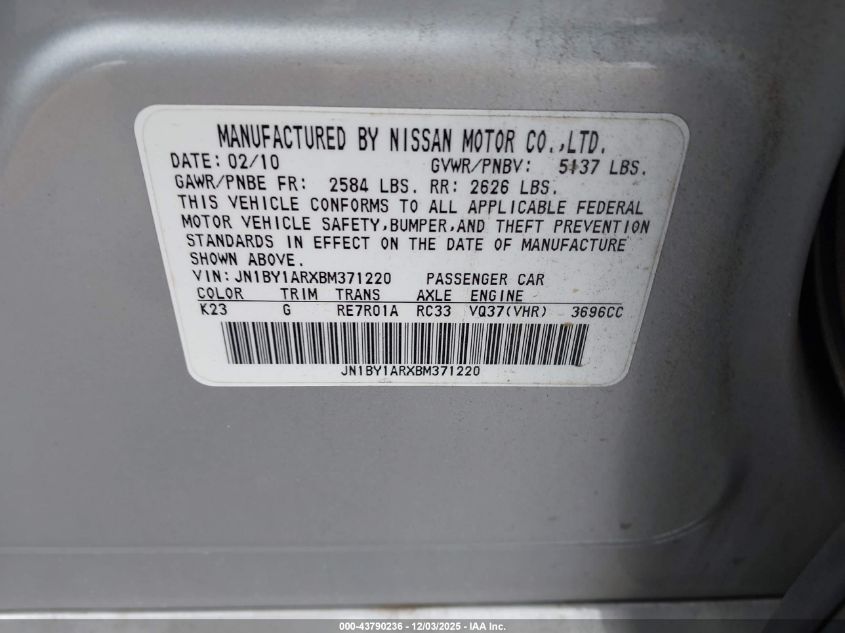 MANUFACTURED BY NISSAN MOTOR CO.,LTD.
DATE: 02/10 GVWR/PNBV: 5137 LBS.
GAWR/PNBE FR: 2584 LBS. RR: 2626 LBS.
THIS VEHICLE CONFORMS TO ALL APPLICABLE FEDERAL
MOTOR VEHICLE SAFETY,BUMPER,AND THEFT PREVENTION
STANDARDS IN EFFECT ON THE DATE OF MANUFACTURE
SHOWN ABOVE.
VIN: JN1BY1ARXBM371220 PASSENGER CAR
COLOR TRIM TRANS AXLE ENGINE
K23 G RE7R01A RC33 VQ37(VHR) 3696CC
JN1BY1ARXBM371220
000-43790236 - 12/03/2025 - © IAA Inc.